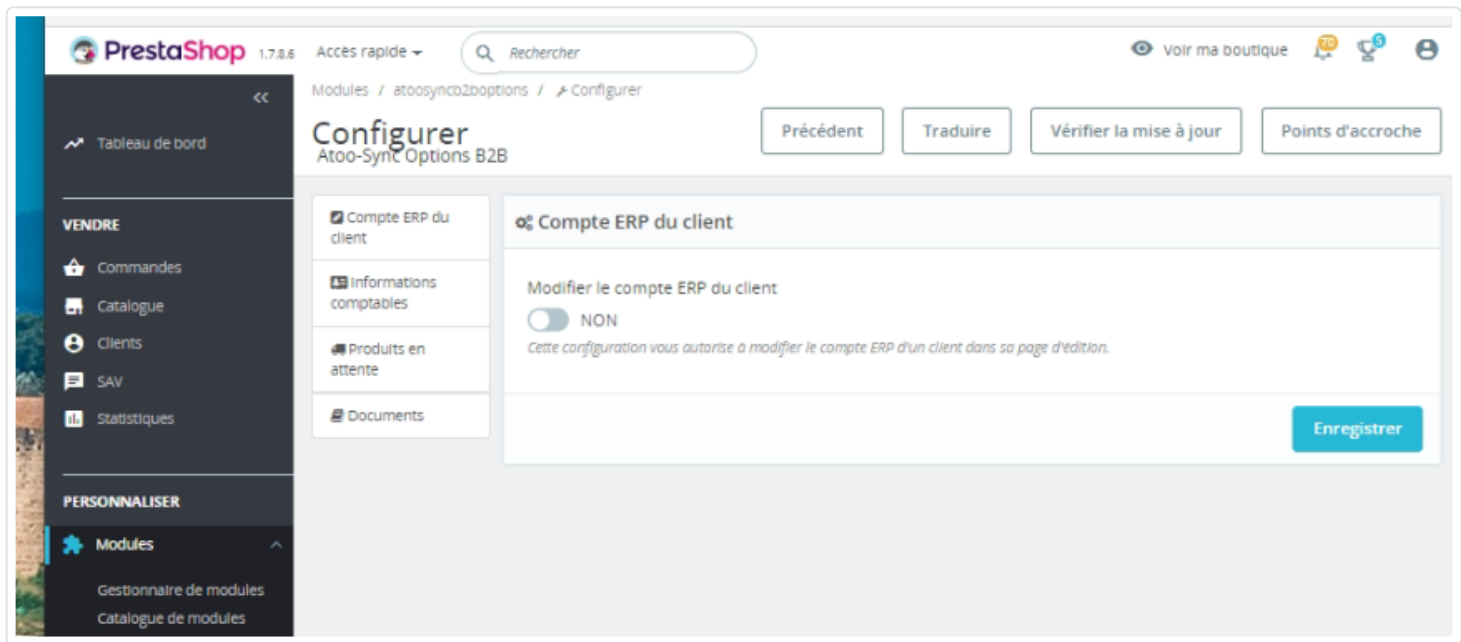 PrestaShop 1.7.8.6 Accès rapide Rechercher Voir ma boutique 70 5
Modules / atoosyncb2boptions / Configurer
Configurer
Atoo-Sync Options B2B
Précédent Traduire Vérifier la mise à jour Points d'accroche
Tableau de bord
VENDRE
Commandes
Catalogue
Clients
SAV
Statistiques
PERSONNALISER
Modules
Gestionnaire de modules
Catalogue de modules
Compte ERP du
client
Informations
comptables
Produits en
attente
Documents
Compte ERP du client
Modifier le compte ERP du client
NON
Cette configuration vous autorise à modifier le compte ERP d'un client dans sa page d'édition.
Enregistrer